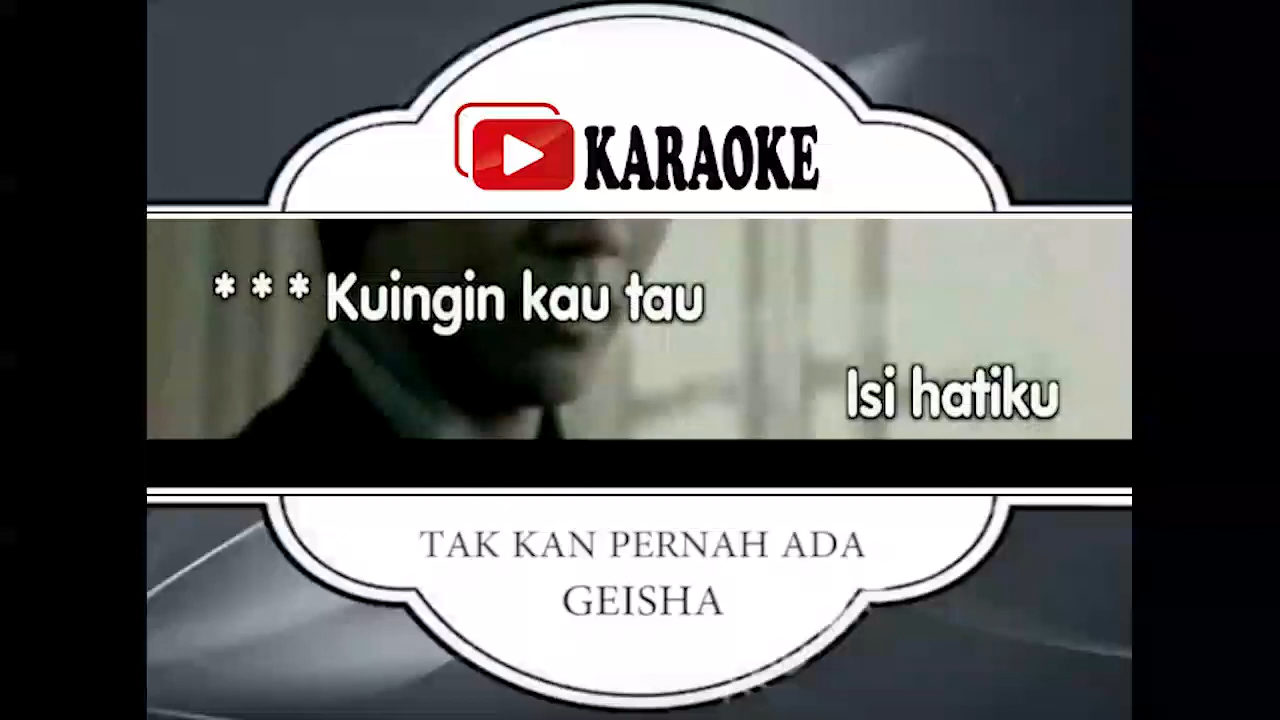 KARAOKE
* * * Kuingin kau tau
Isi hatiku
TAK KAN PERNAH ADA
GEISHA